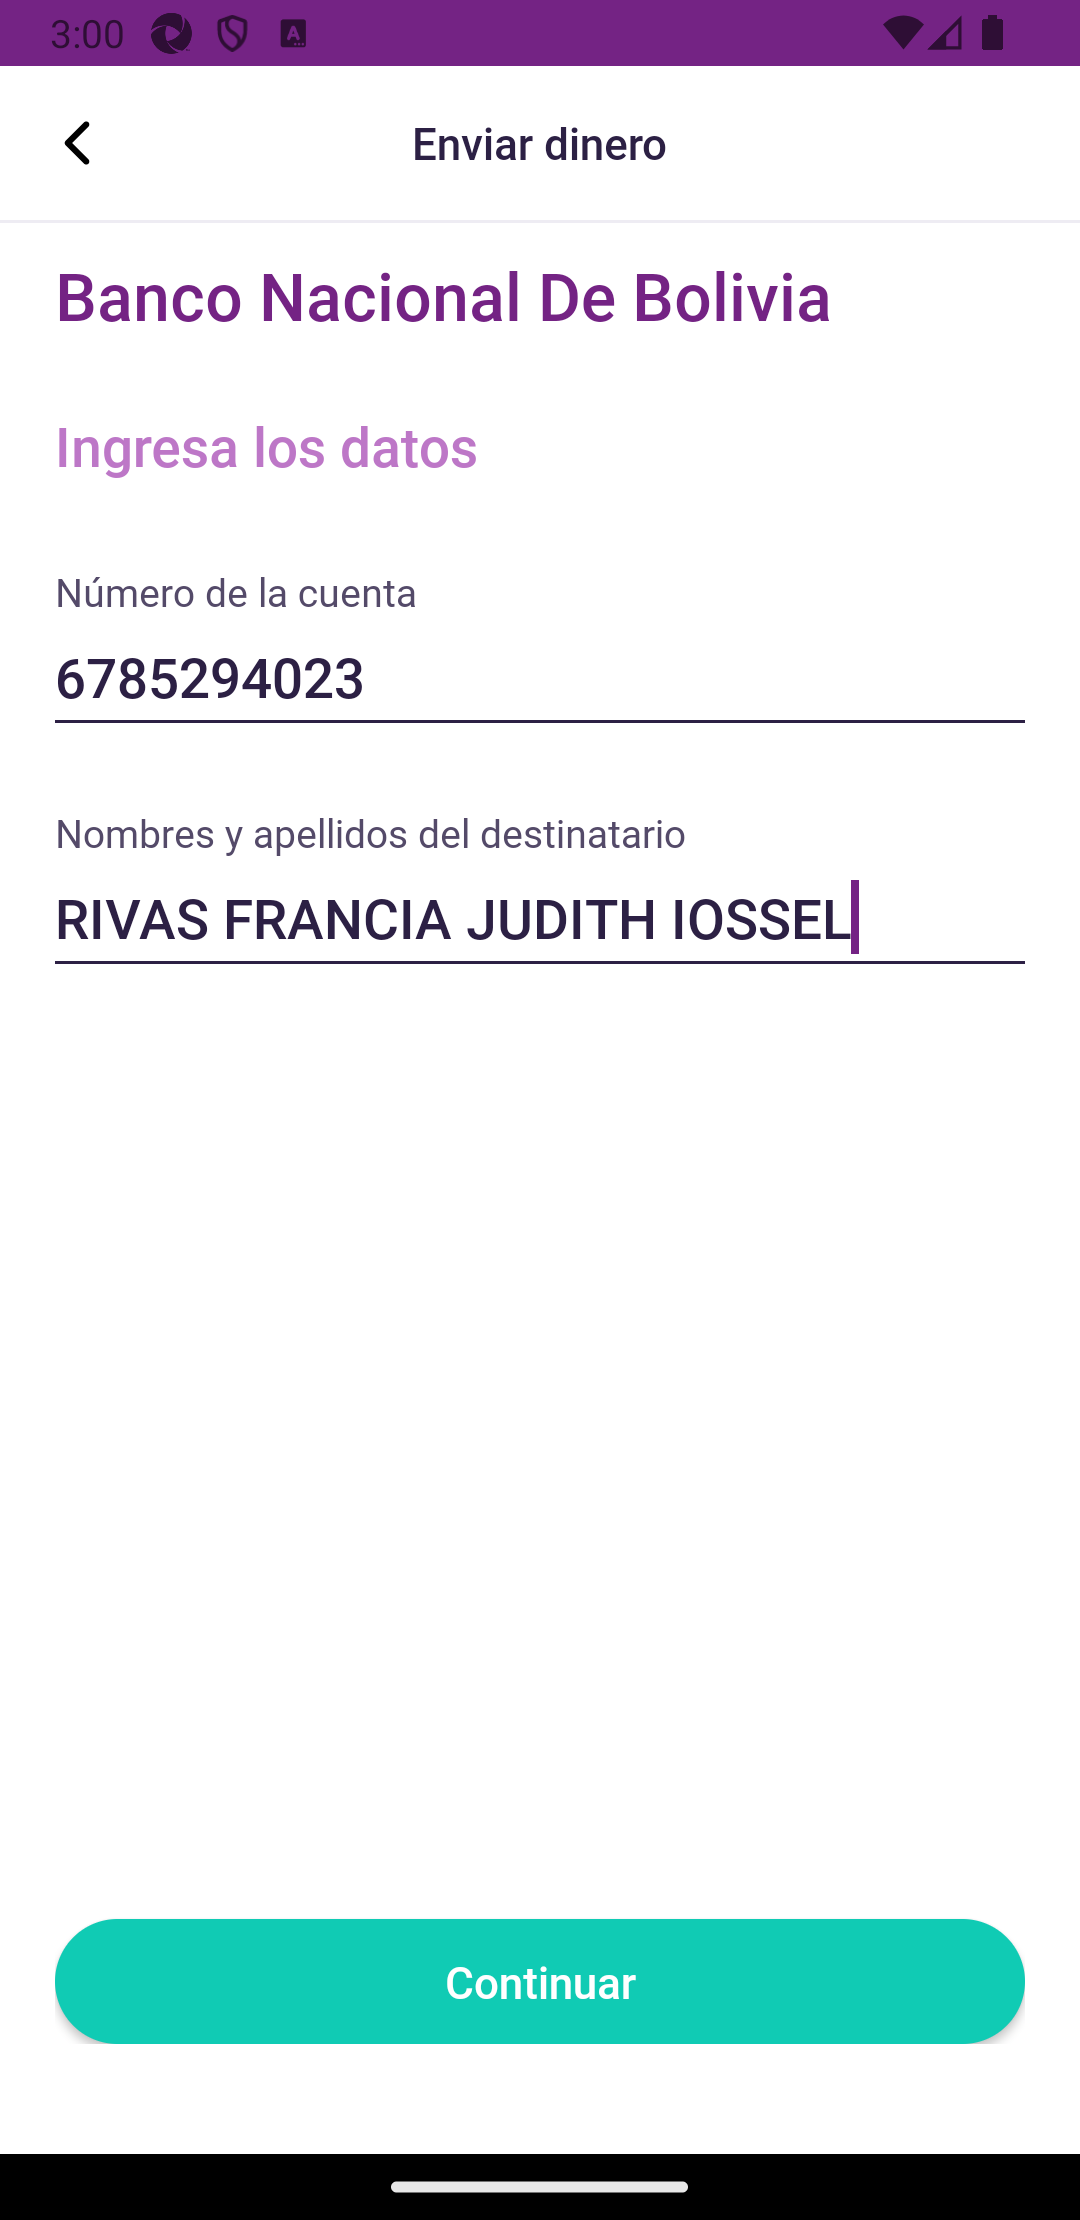 3:00
Enviar dinero
Banco Nacional De Bolivia
Ingresa los datos
Número de la cuenta
6785294023
Nombres y apellidos del destinatario
RIVAS FRANCIA JUDITH IOSSEL
Continuar